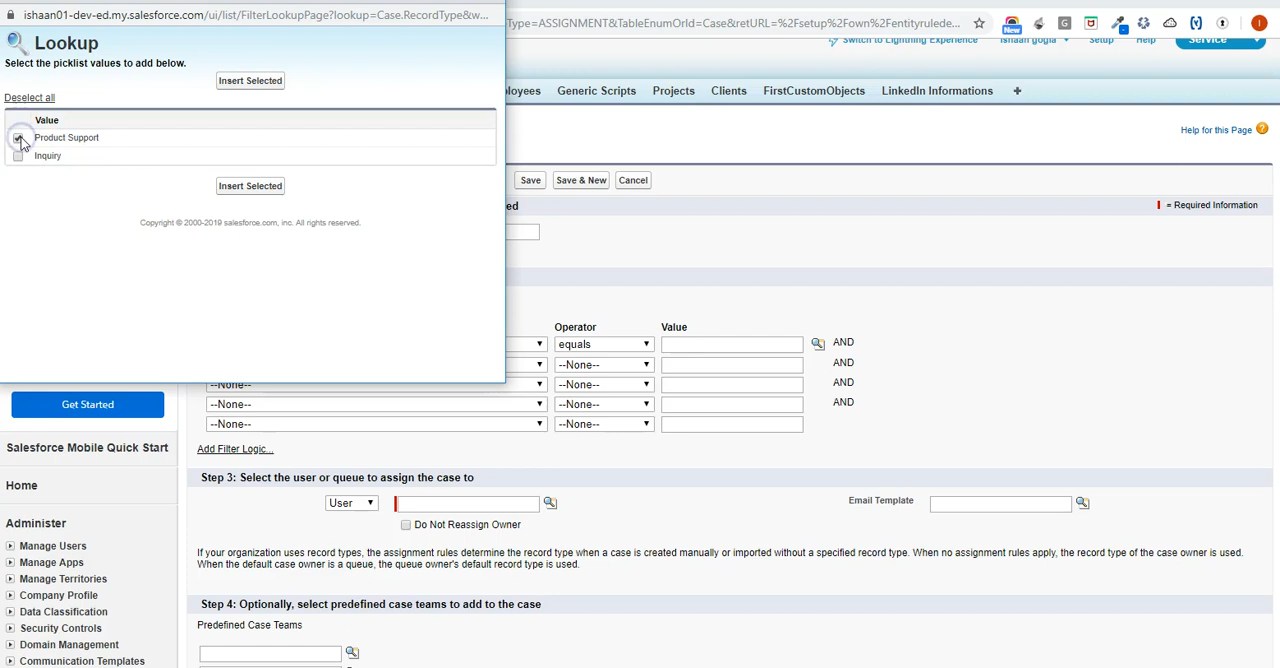 ishaan01-dev-ed.my.salesforce.com/ui/list/FilterLookupPage?lookup=Case.RecordType&w...
Type=ASSIGNMENT&TableEnumOrId=Case&retURL=%2Fsetup%2Fown%2Fentityrulede...
New
Lookup
Switch to Lightning Experience
ishaan gogia
Setup
Help
Service
Select the picklist values to add below.
Insert Selected
Deselect all
ployees
Generic Scripts
Projects
Clients
FirstCustomObjects
LinkedIn Informations
+
Value
Product Support
Help for this Page
Inquiry
Insert Selected
Save
Save & New
Cancel
ed
= Required Information
Copyright © 2000-2019 salesforce.com, inc. All rights reserved.
Operator
Value
equals
AND
--None--
AND
--None--
--None--
AND
--None--
--None--
AND
--None--
--None--
Get Started
Add Filter Logic...
Salesforce Mobile Quick Start
Step 3: Select the user or queue to assign the case to
Home
User
Email Template
Administer
Do Not Reassign Owner
Manage Users
Manage Apps
Manage Territories
Company Profile
Data Classification
Security Controls
Domain Management
Communication Templates
If your organization uses record types, the assignment rules determine the record type when a case is created manually or imported without a specified record type. When no assignment rules apply, the record type of the case owner is used.
When the default case owner is a queue, the queue owner's default record type is used.
Step 4: Optionally, select predefined case teams to add to the case
Predefined Case Teams